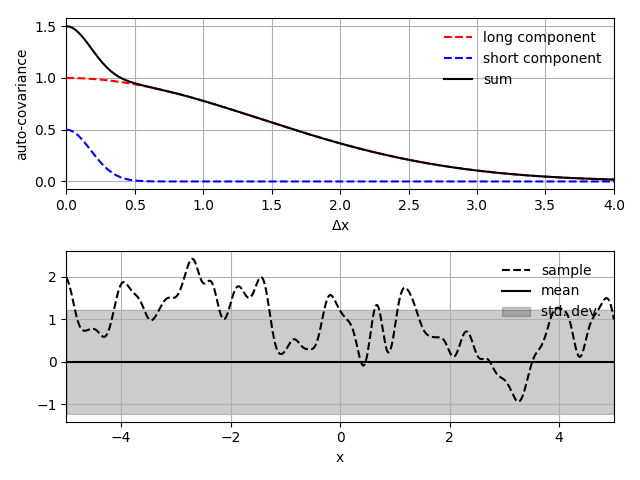 1.5
1.0
0.5
0.0
auto-covariance
long component
short component
sum
0.0 0.5 1.0 1.5 2.0 2.5 3.0 3.5 4.0
Δx
2
1
0
−1
sample
mean
std. dev.
−4 −2 0 2 4
x